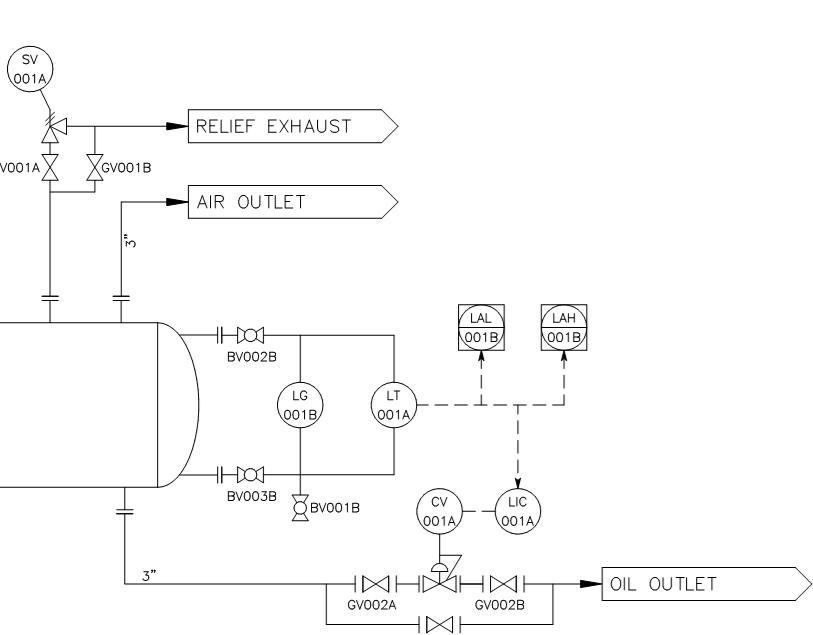 SV
001A
RELIEF EXHAUST
V001A
GV001B
AIR OUTLET
3"
LAL
001B
LAH
001B
BV002B
LG
001B
LT
001A
BV003B
BV001B
CV
001A
LIC
001A
3"
OIL OUTLET
GV002A
GV002B